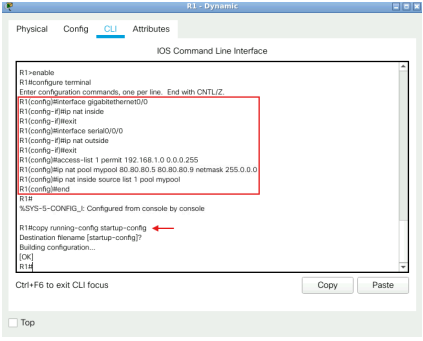 R1 - Dynamic
Physical Config CLI Attributes
IOS Command Line Interface
R1>enable
R1#configure terminal
Enter configuration commands, one per line. End with CNTL/Z.
R1(config)#interface gigabitethernet0/0
R1(config-if)#ip nat inside
R1(config-if)#exit
R1(config)#interface serial0/0/0
R1(config-if)#ip nat outside
R1(config-if)#exit
R1(config)#access-list 1 permit 192.168.1.0 0.0.0.255
R1(config)#ip nat pool mypool 80.80.80.5 80.80.80.9 netmask 255.0.0.0
R1(config)#ip nat inside source list 1 pool mypool
R1(config)#end
R1#
%SYS-5-CONFIG_I: Configured from console by console
R1#copy running-config startup-config
Destination filename [startup-config]?
Building configuration...
[OK]
R1#
Ctrl+F6 to exit CLI focus
Copy Paste
Top